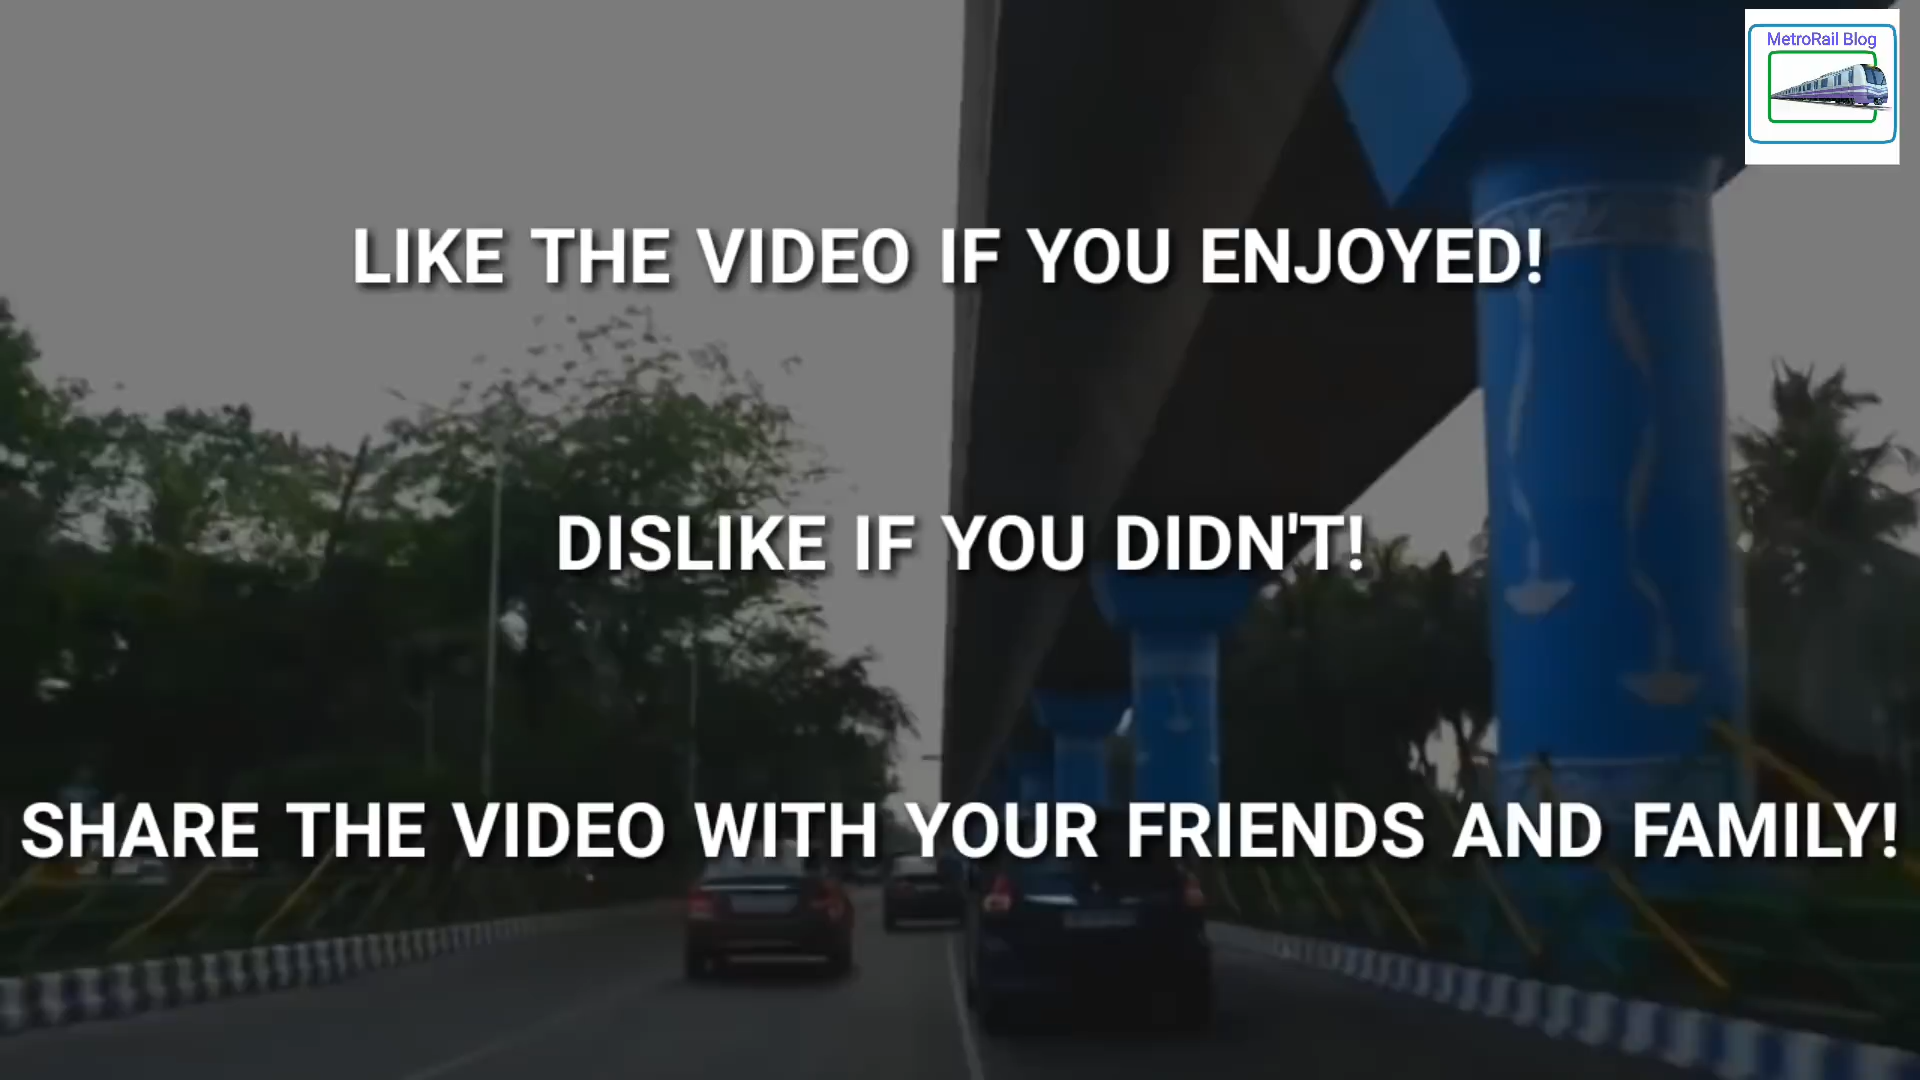 MetroRail Blog
LIKE THE VIDEO IF YOU ENJOYED!
DISLIKE IF YOU DIDN'T!
SHARE THE VIDEO WITH YOUR FRIENDS AND FAMILY!